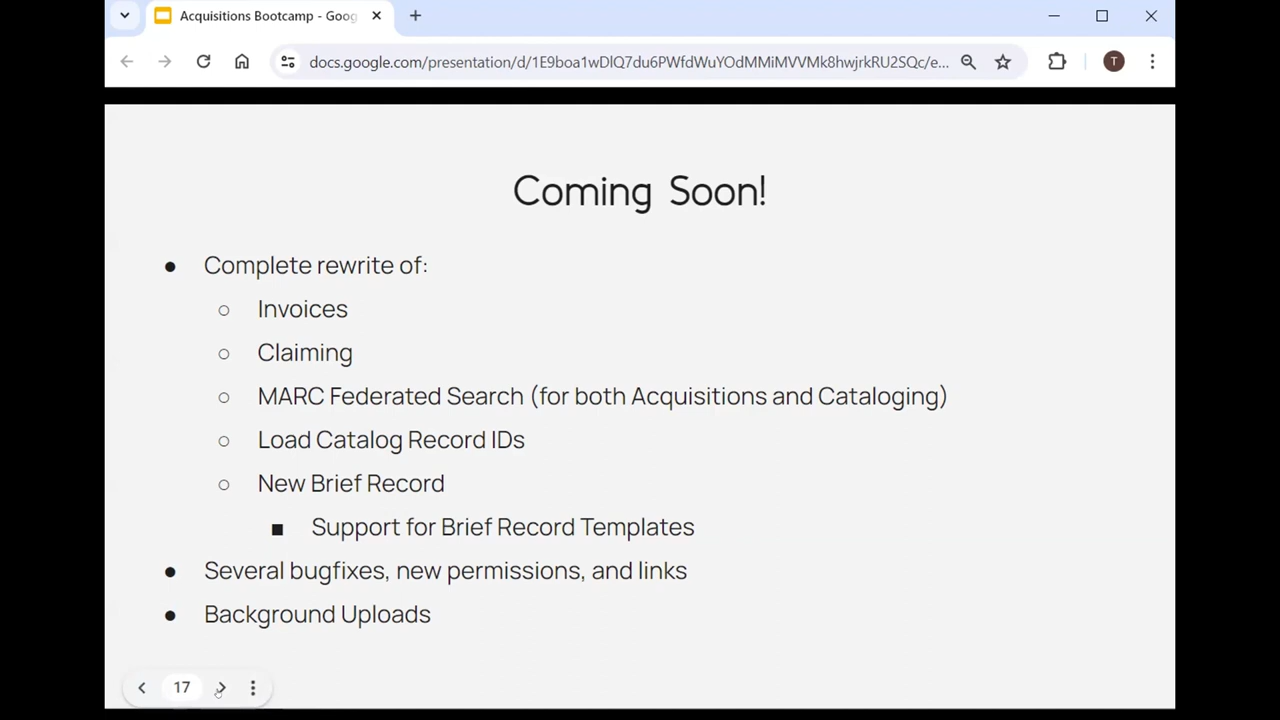 Acquisitions Bootcamp - Goog
docs.google.com/presentation/d/1E9boa1wDlQ7du6PWfdWuYOdMMiMVVMk8hwjrkRU2SQc/e...
T
Coming Soon!
● Complete rewrite of:
○ Invoices
○ Claiming
○ MARC Federated Search (for both Acquisitions and Cataloging)
○ Load Catalog Record IDs
○ New Brief Record
■ Support for Brief Record Templates
● Several bugfixes, new permissions, and links
● Background Uploads
17